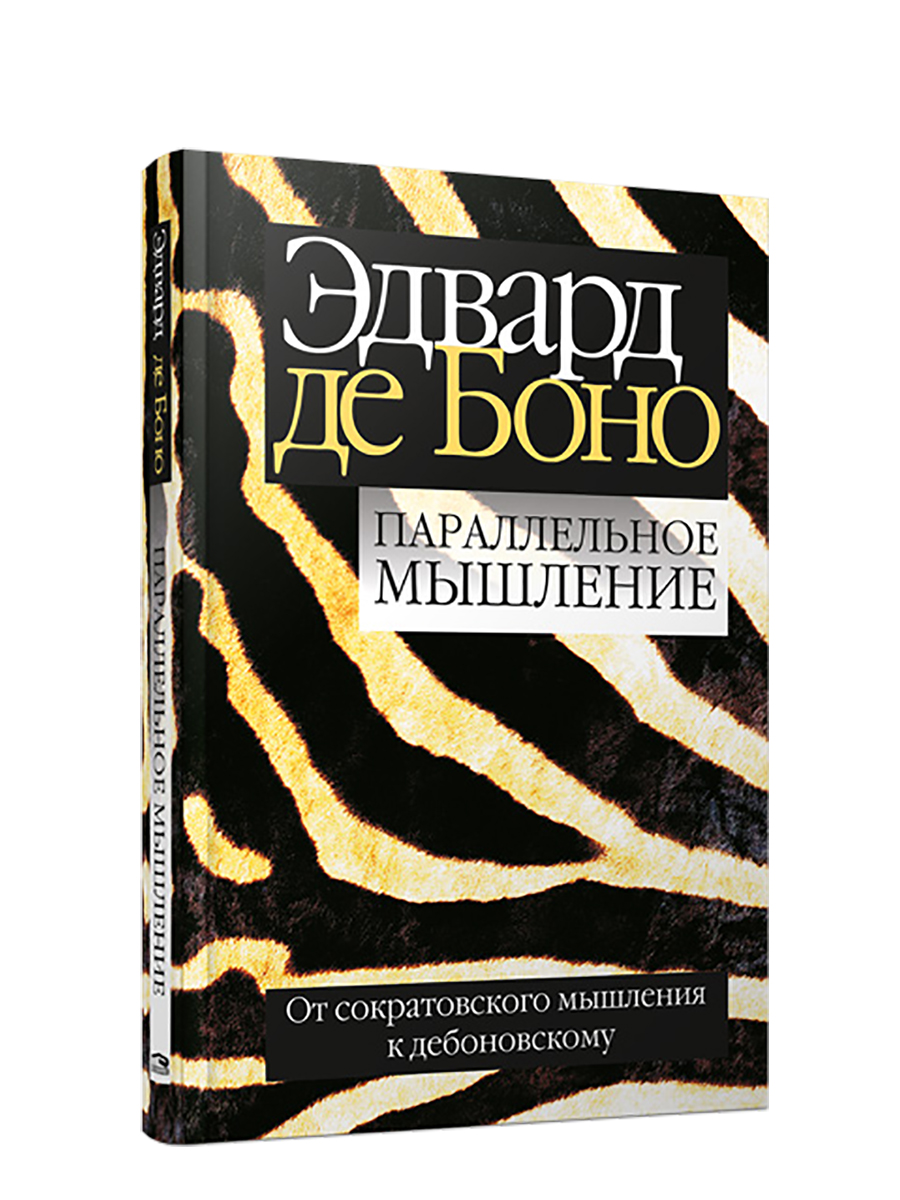 Эдвард
де Боно
ПАРАЛЛЕЛЬНОЕ
МЫШЛЕНИЕ
От сократовского мышления
к дебоновскому
Эдвард де Боно
ПАРАЛЛЕЛЬНОЕ МЫШЛЕНИЕ